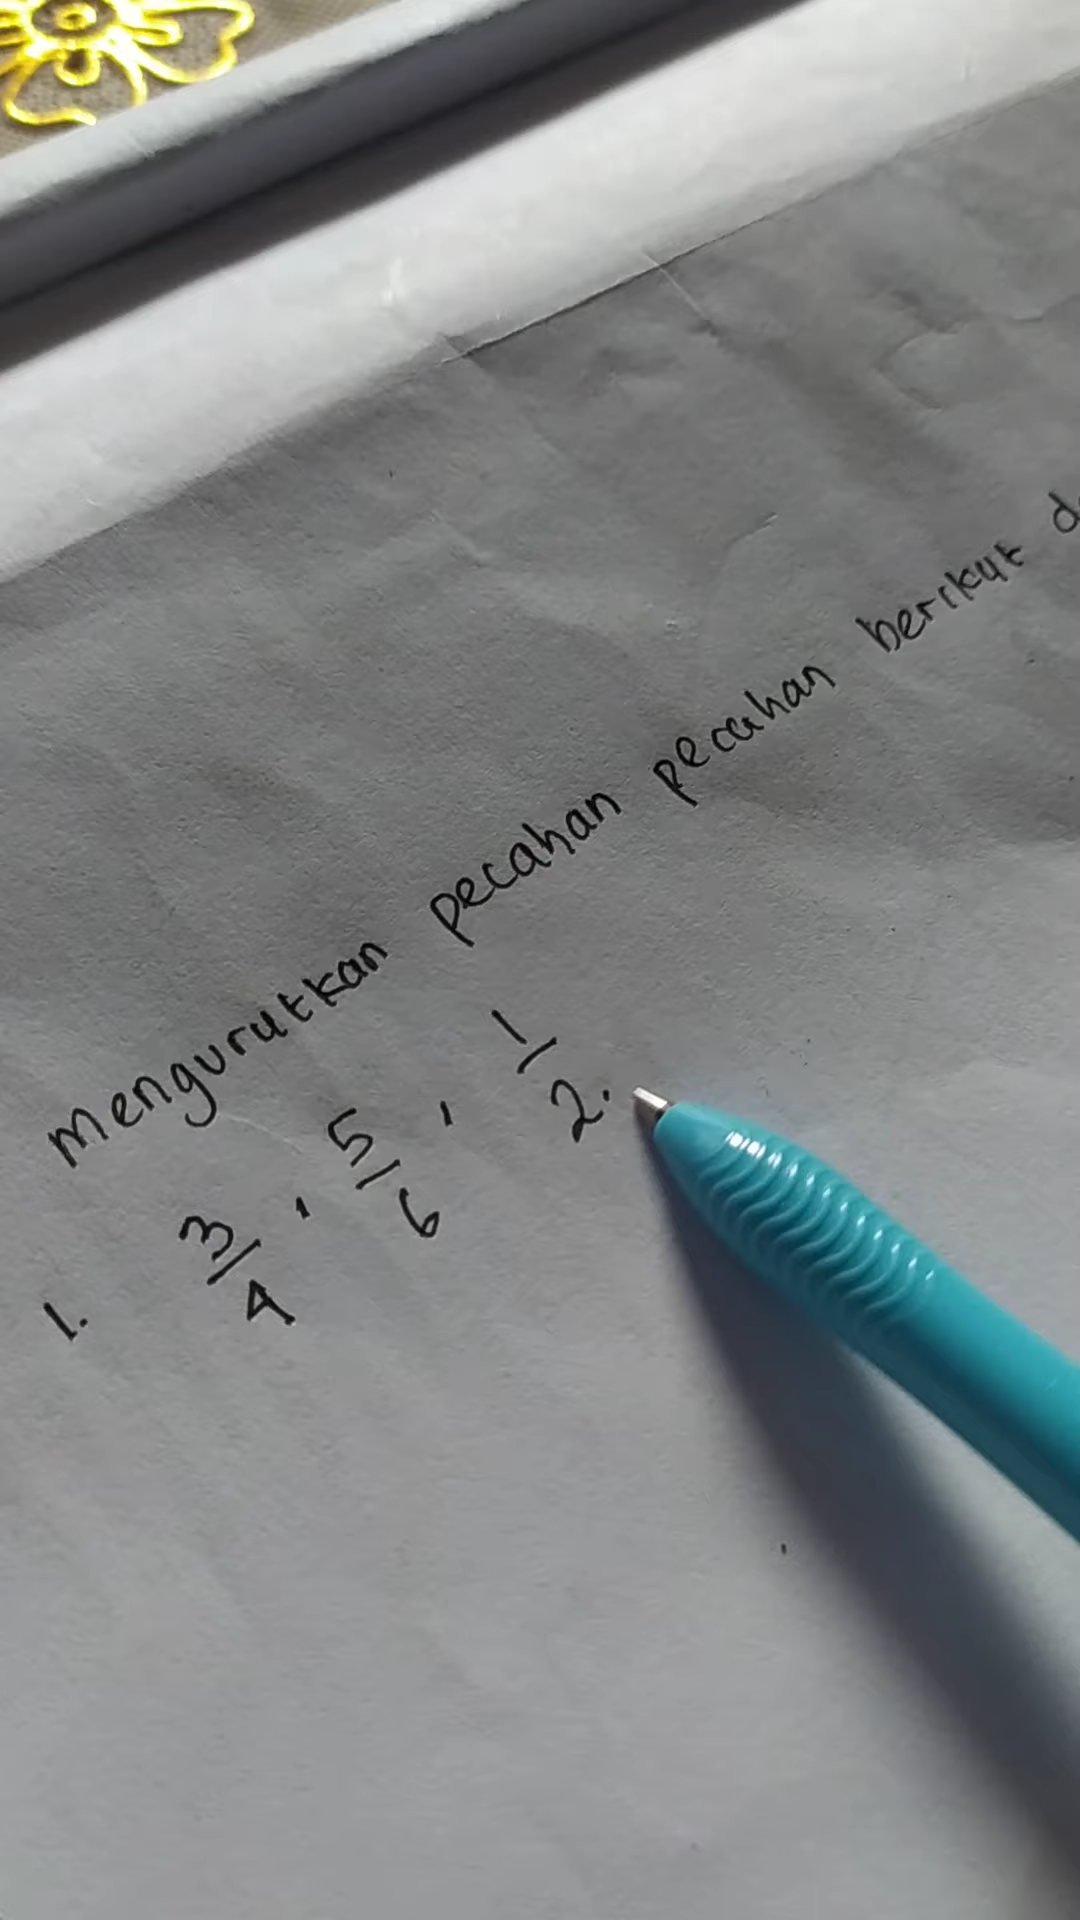 mengurutkan pecahan pecahan berikut
1. 3/4, 5/6, 1/2.